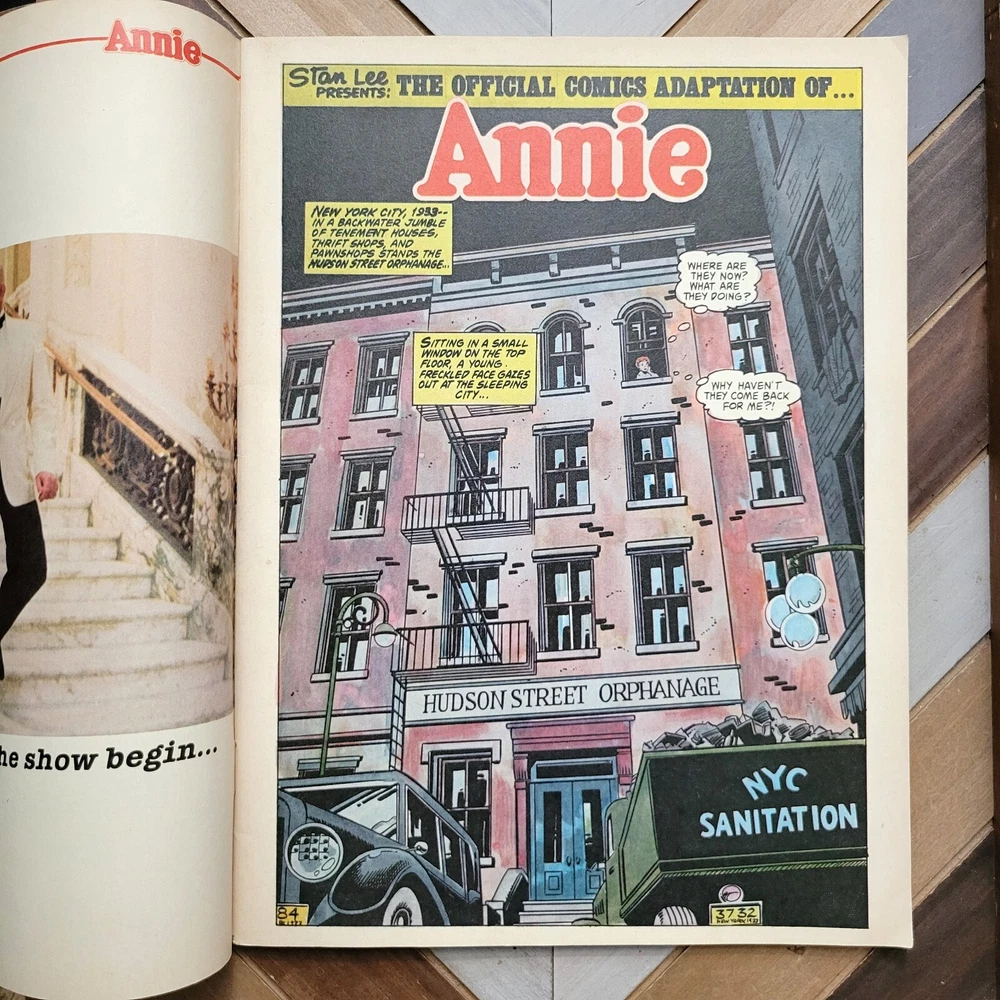 Annie
he show begin...
Stan Lee
PRESENTS:
THE OFFICIAL COMICS ADAPTATION OF...
Annie
NEW YORK CITY, 1933--
IN A BACKWATER JUMBLE
OF TENEMENT HOUSES,
THRIFT SHOPS, AND
PAWNSHOPS STANDS THE
HUDSON STREET ORPHANAGE...
WHERE ARE
THEY NOW?
WHAT ARE
THEY DOING?
SITTING IN A SMALL
WINDOW ON THE TOP
FLOOR, A YOUNG
FRECKLED FACE GAZES
OUT AT THE SLEEPING
CITY...
WHY HAVEN'T
THEY COME BACK
FOR ME?!
HUDSON STREET ORPHANAGE
NYC
SANITATION
84
3732
NEW YORK